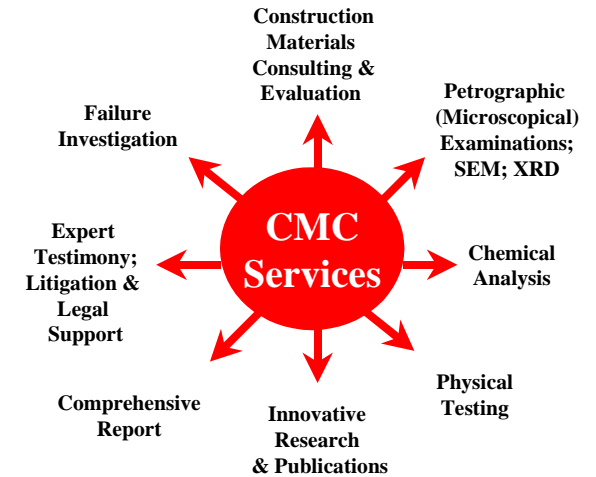 Construction
Materials
Consulting &
Evaluation
Petrographic
(Microscopical)
Examinations;
SEM; XRD
Failure
Investigation
CMC
Services
Expert
Testimony;
Litigation &
Legal
Support
Chemical
Analysis
Physical
Testing
Comprehensive
Report
Innovative
Research
& Publications